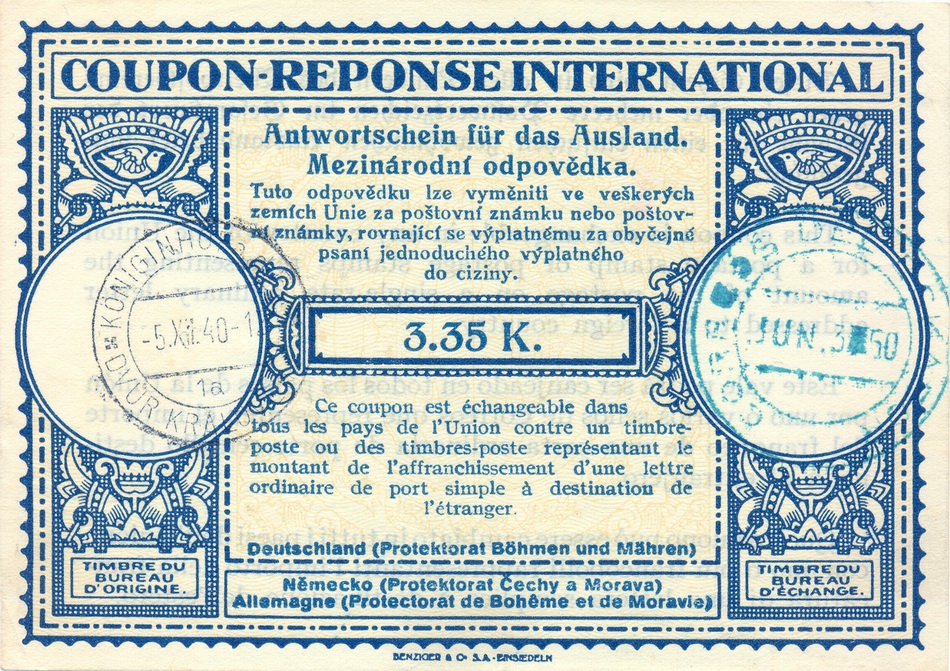 COUPON-REPONSE INTERNATIONAL
Antwortschein für das Ausland.
Mezinárodní odpovědka.
Tuto odpovědku lze vyměniti ve veškerých
zemích Unie za poštovní známku nebo poštov-
ní známky, rovnající se výplatnému za obyčejné
psaní jednoduchého výplatného
do ciziny.
3.35 K.
Ce coupon est échangeable dans
tous les pays de l'Union contre un timbre-
poste ou des timbres-poste représentant le
montant de l'affranchissement d'une lettre
ordinaire de port simple à destination de
l'étranger.
Deutschland (Protektorat Böhmen und Mähren)
Německo (Protektorat Čechy a Morava)
Allemagne (Protectorat de Bohême et de Moravie)
TIMBRE DU
BUREAU
D'ORIGINE.
TIMBRE DU
BUREAU
D'ÉCHANGE.
KÖNIGINHOF
-5.XII.40-1
1a
DVŮR KRÁ
JUN. 3 50
BENZIGER & Co S.A.-EINSIEDELN